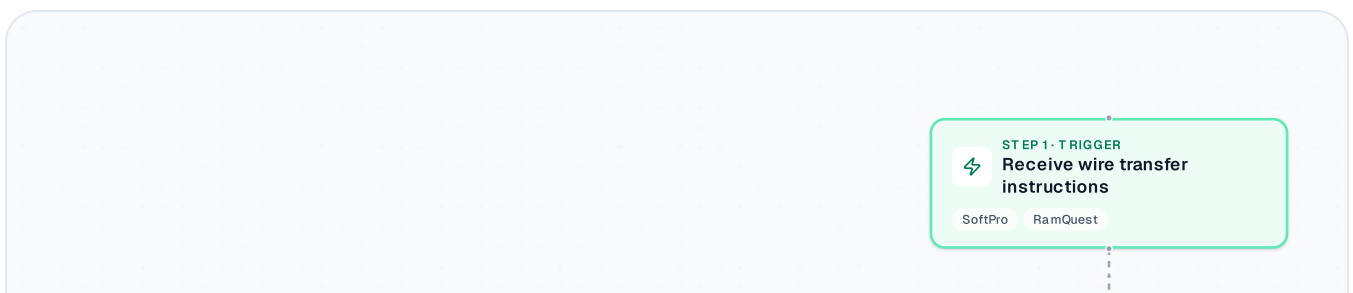 STEP 1 · TRIGGER
Receive wire transfer
instructions
SoftPro RamQuest